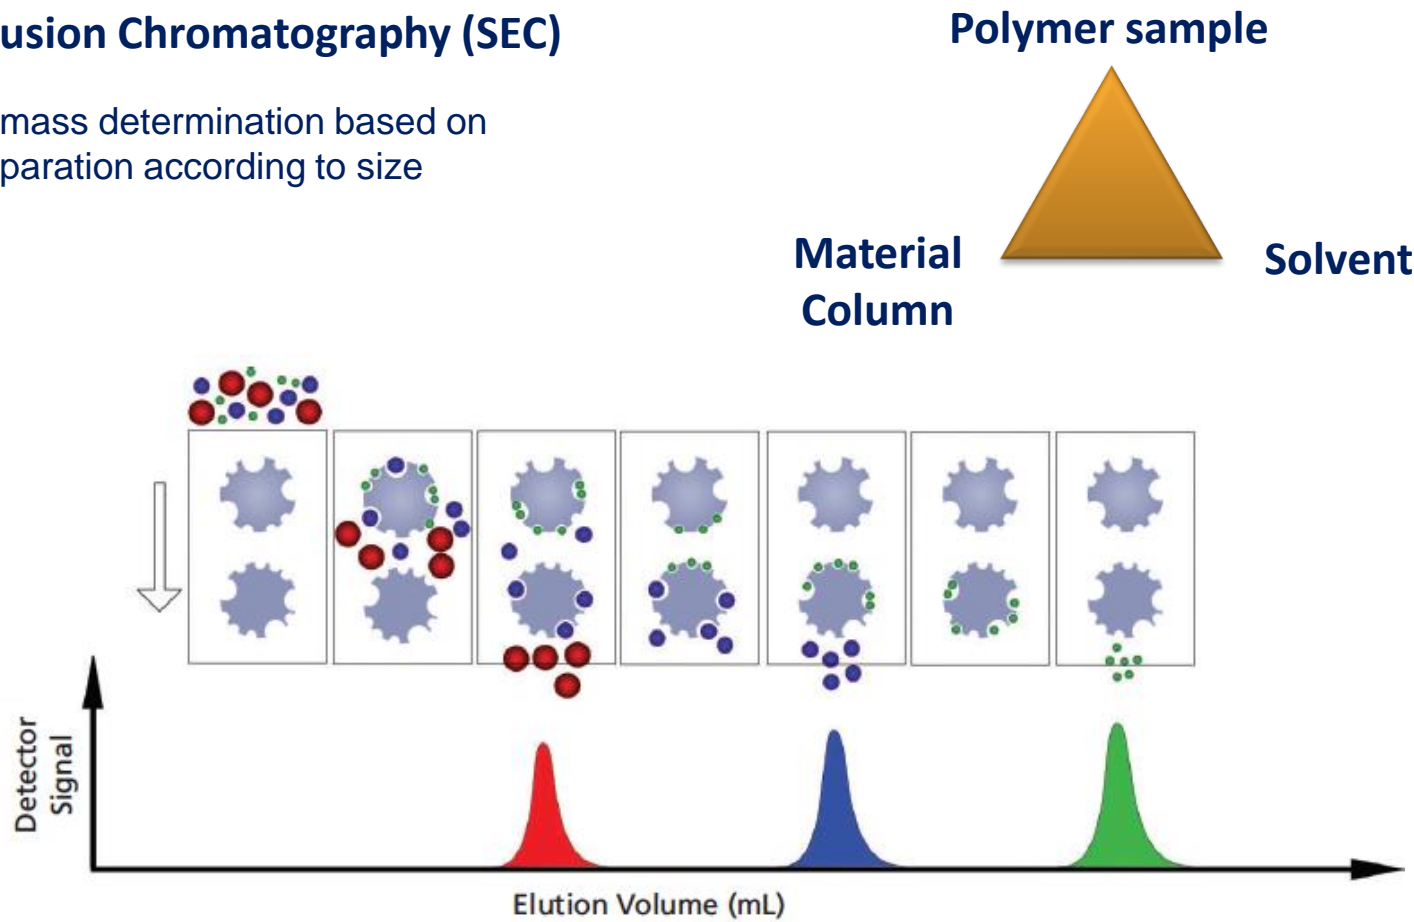 usion Chromatography (SEC)
mass determination based on
paration according to size
Polymer sample
Material
Column
Solvent
Detector
Signal
Elution Volume (mL)